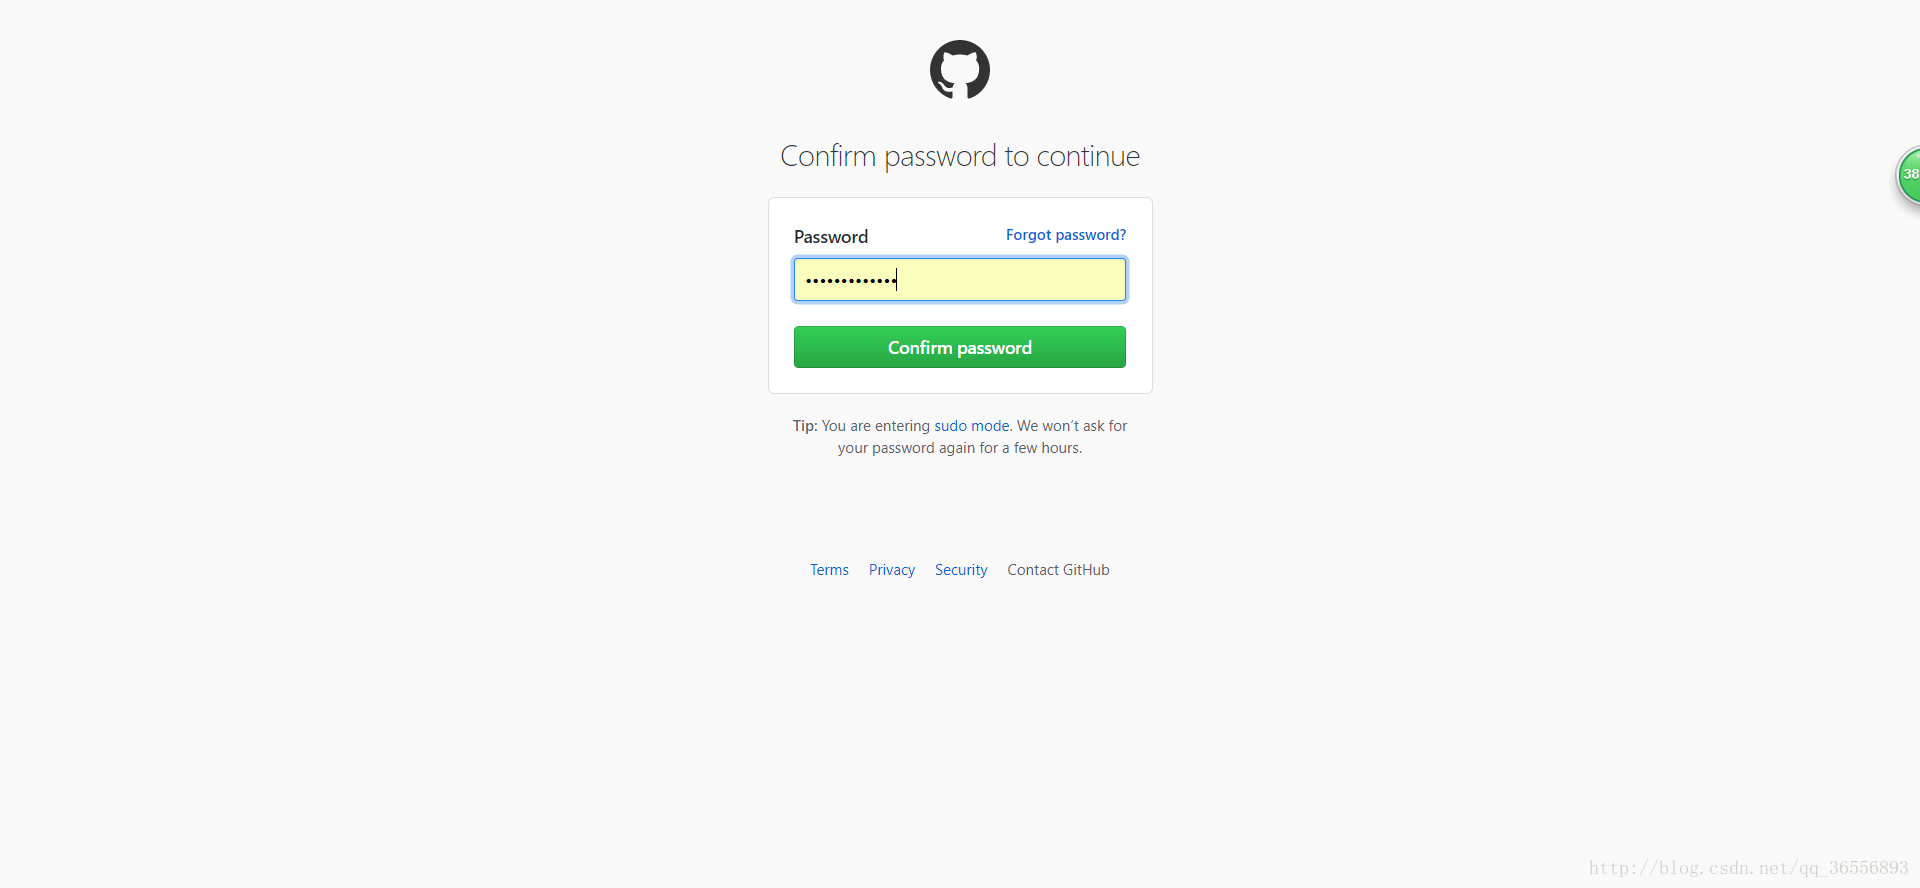 Confirm password to continue
Password Forgot password?
•••••••••••••
Confirm password
Tip: You are entering sudo mode. We won’t ask for
your password again for a few hours.
Terms Privacy Security Contact GitHub
38
http://blog.csdn.net/qq_36556893